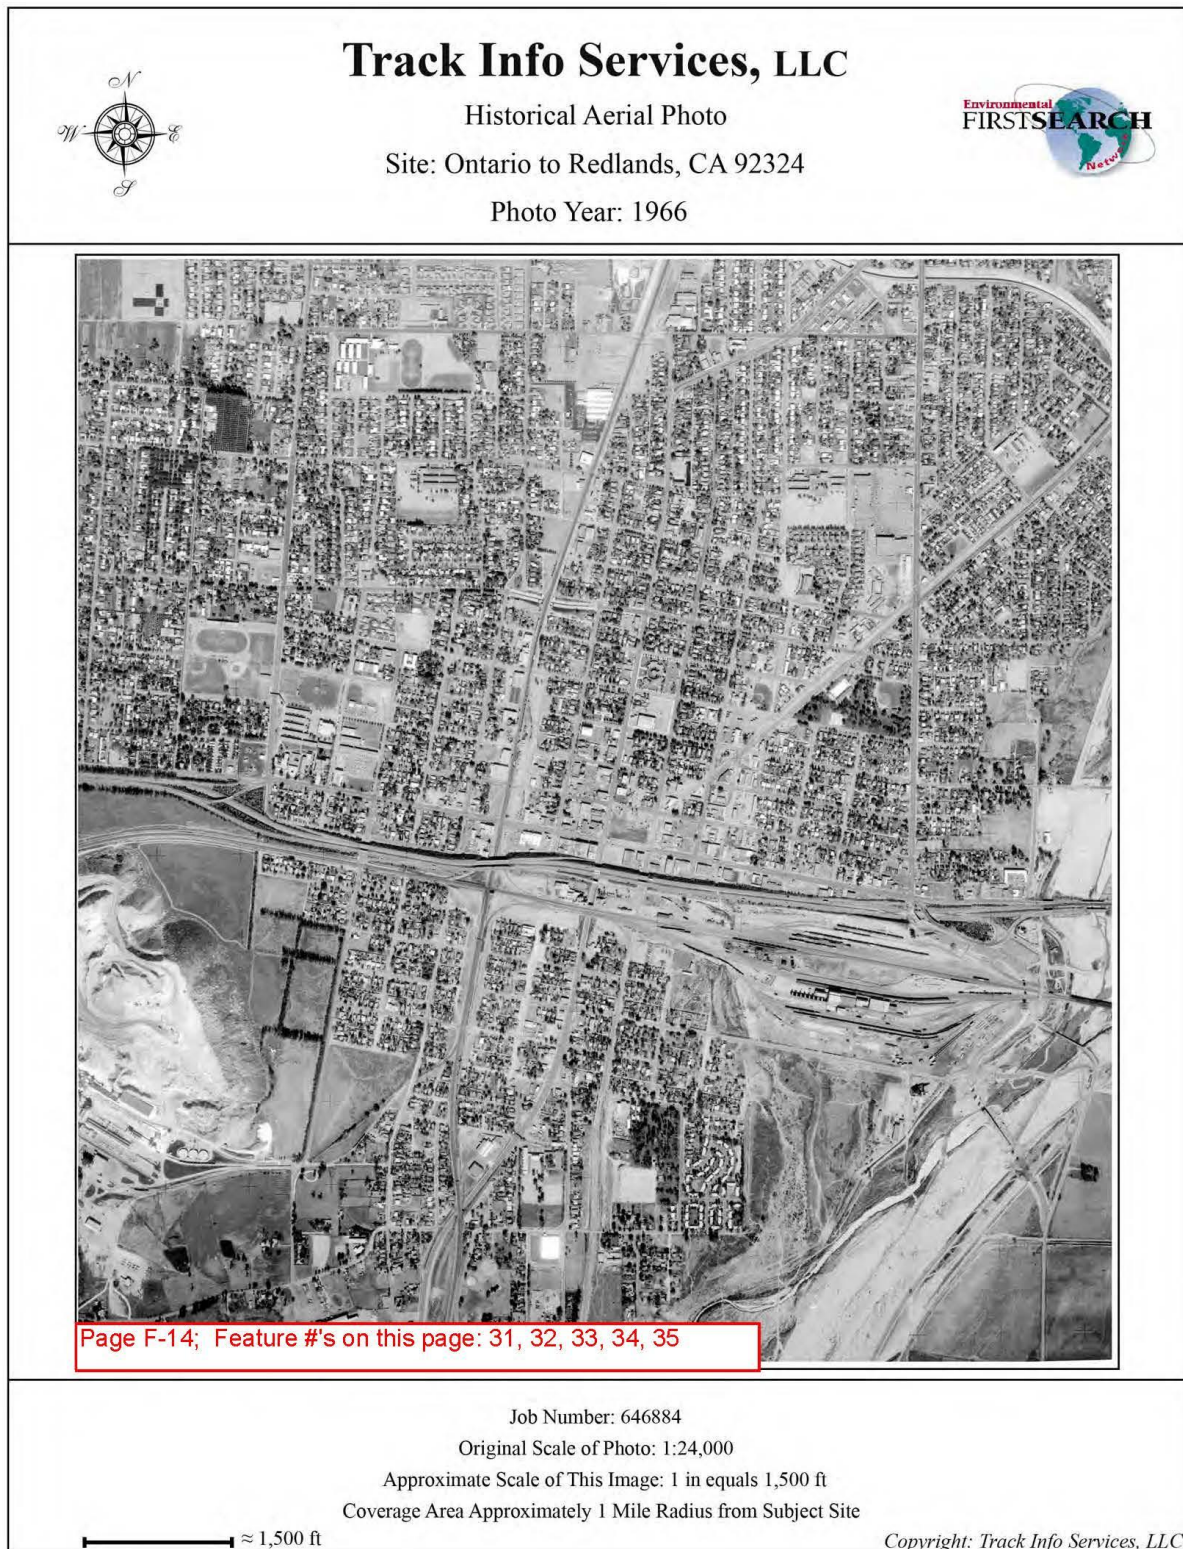 Track Info Services, LLC
Historical Aerial Photo
Site: Ontario to Redlands, CA 92324
Photo Year: 1966
N
W
E
S
Environmental
FIRSTSEARCH
Network
Page F-14; Feature #'s on this page: 31, 32, 33, 34, 35
Job Number: 646884
Original Scale of Photo: 1:24,000
Approximate Scale of This Image: 1 in equals 1,500 ft
Coverage Area Approximately 1 Mile Radius from Subject Site
≈ 1,500 ft
Copyright: Track Info Services, LLC